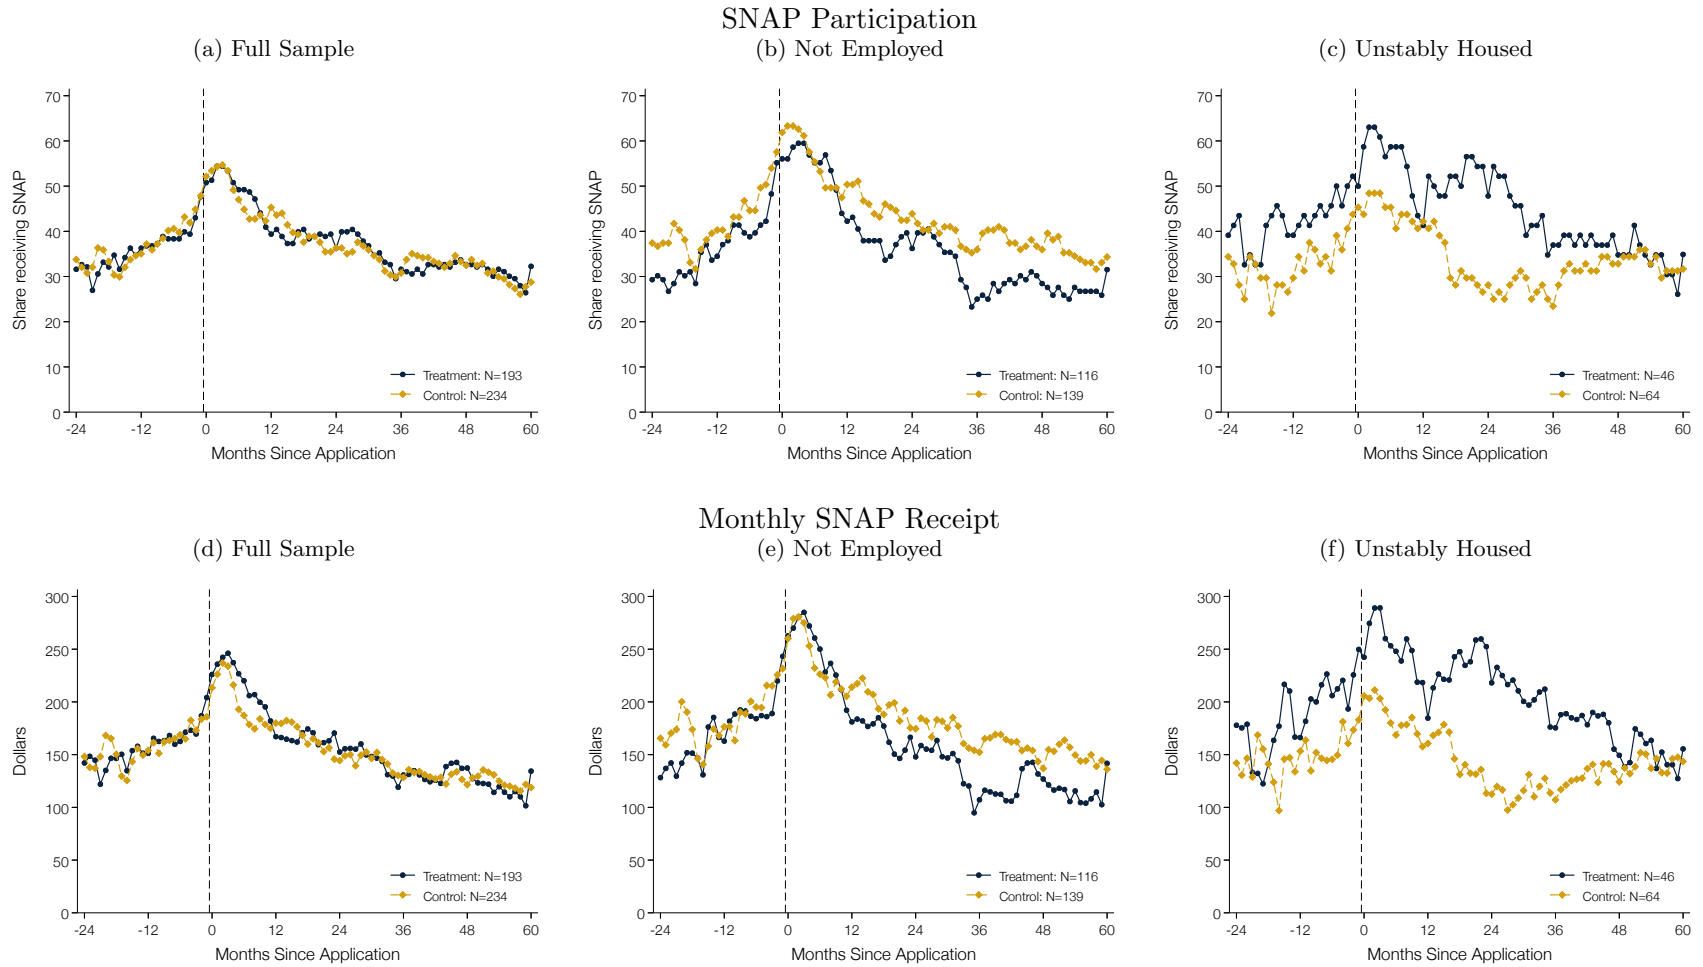 SNAP Participation
(a) Full Sample
(b) Not Employed
(c) Unstably Housed
Share receiving SNAP
70
60
50
40
30
20
10
0
-24 -12 0 12 24 36 48 60
Months Since Application
Treatment: N=193
Control: N=234
Share receiving SNAP
70
60
50
40
30
20
10
0
-24 -12 0 12 24 36 48 60
Months Since Application
Treatment: N=116
Control: N=139
Share receiving SNAP
70
60
50
40
30
20
10
0
-24 -12 0 12 24 36 48 60
Months Since Application
Treatment: N=46
Control: N=64
Monthly SNAP Receipt
(d) Full Sample
(e) Not Employed
(f) Unstably Housed
Dollars
300
250
200
150
100
50
0
-24 -12 0 12 24 36 48 60
Months Since Application
Treatment: N=193
Control: N=234
Dollars
300
250
200
150
100
50
0
-24 -12 0 12 24 36 48 60
Months Since Application
Treatment: N=116
Control: N=139
Dollars
300
250
200
150
100
50
0
-24 -12 0 12 24 36 48 60
Months Since Application
Treatment: N=46
Control: N=64